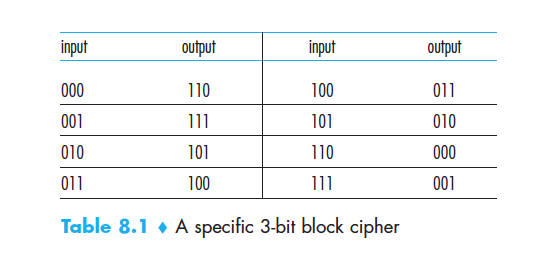 input output input output
000 110 100 011
001 111 101 010
010 101 110 000
011 100 111 001
Table 8.1 ♦ A specific 3-bit block cipher